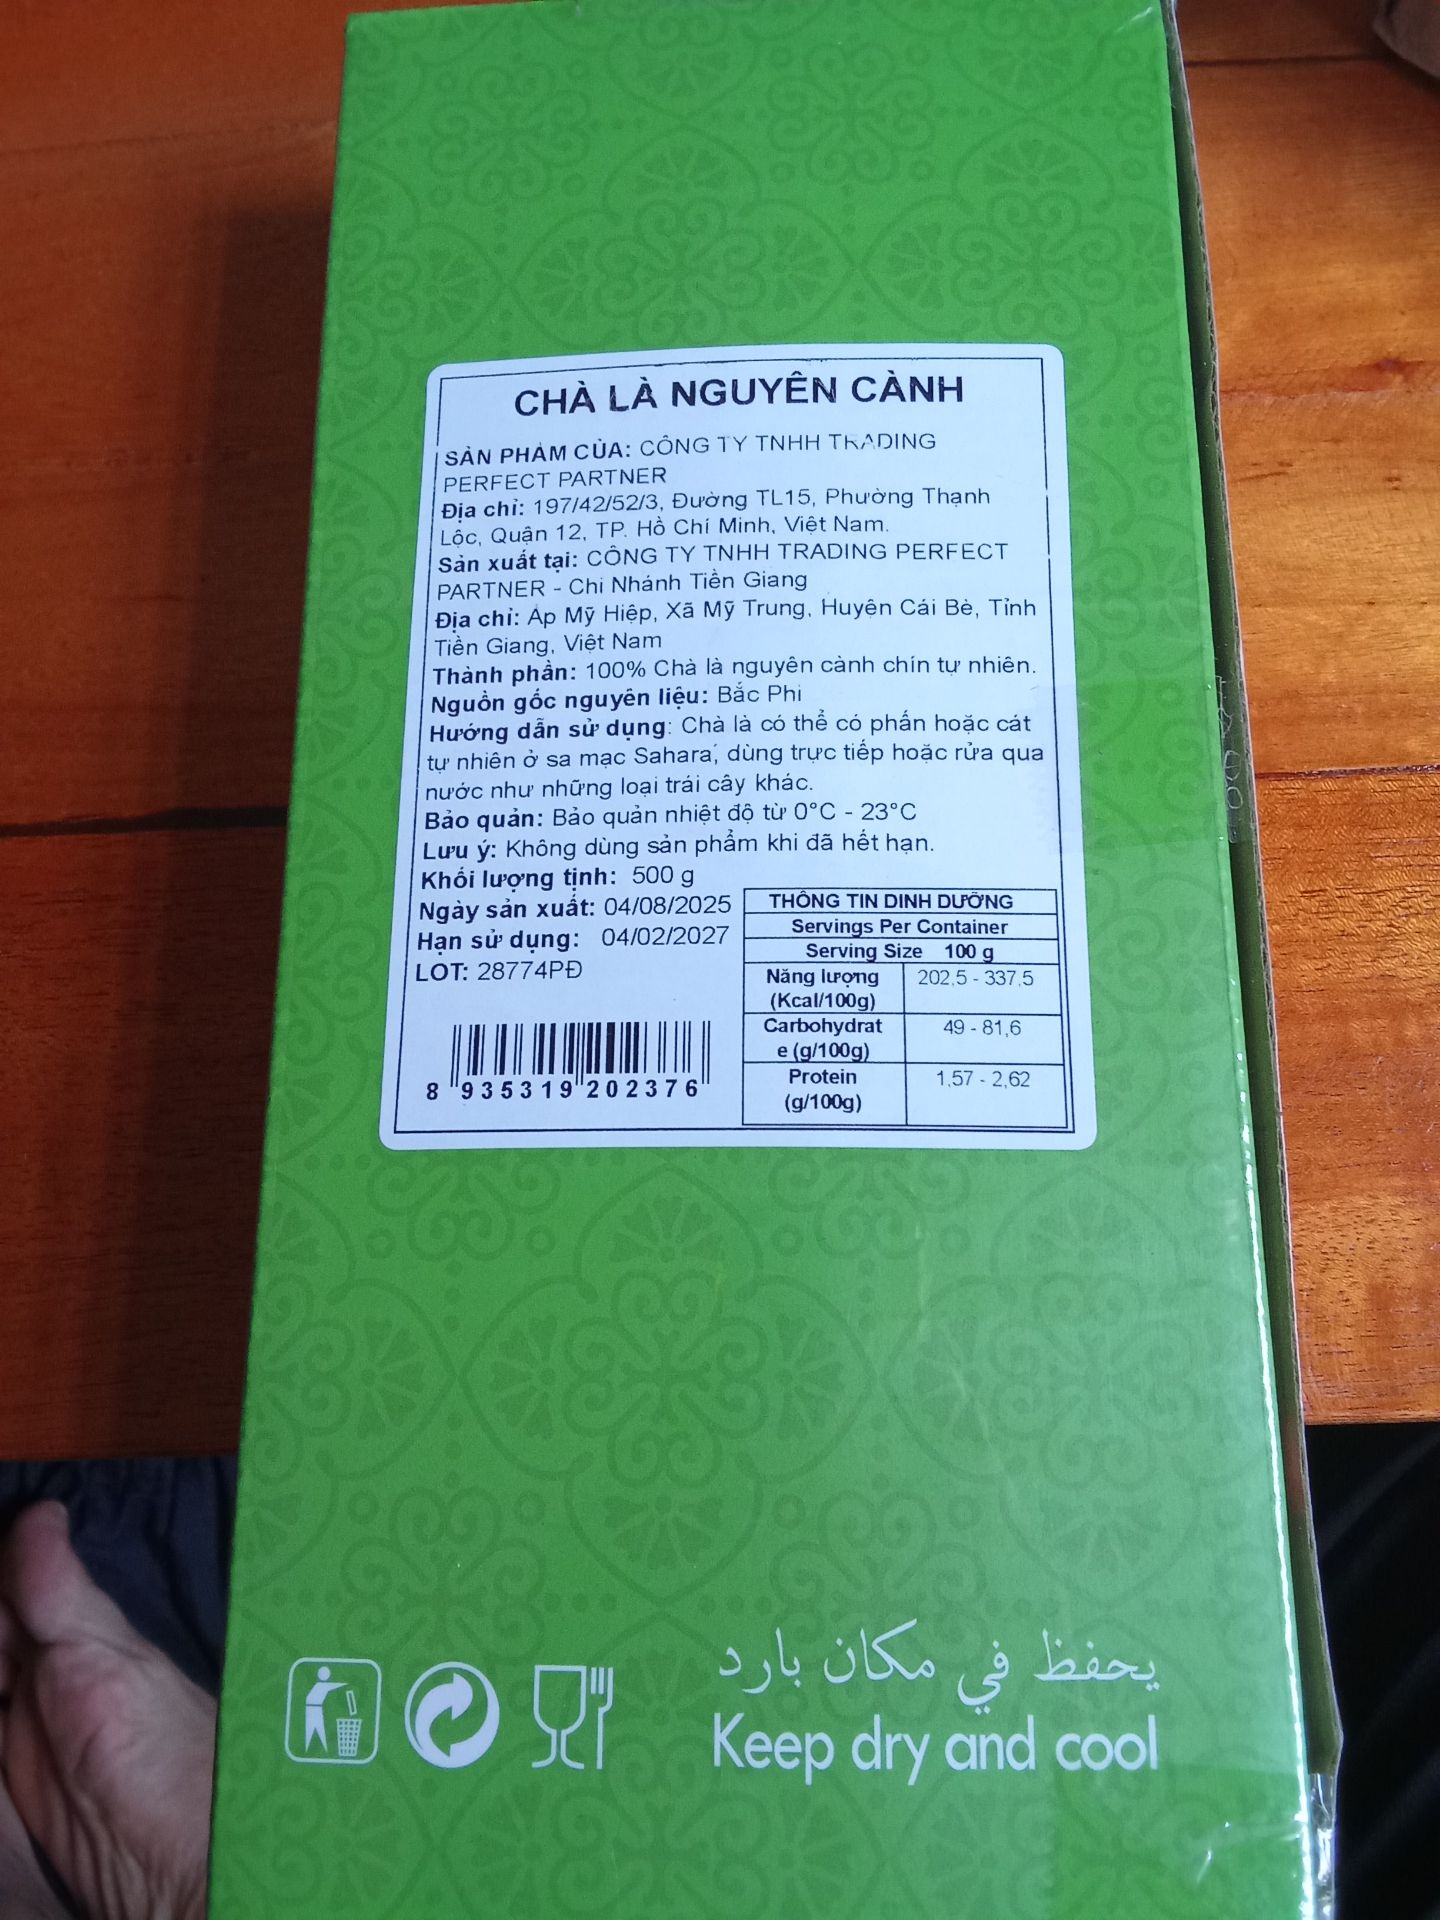 CHÀ LÀ NGUYÊN CÀNH
SẢN PHẨM CỦA: CÔNG TY TNHH TRADING
PERFECT PARTNER
Địa chỉ: 197/42/52/3, Đường TL15, Phường Thạnh
Lộc, Quận 12, TP. Hồ Chí Minh, Việt Nam.
Sản xuất tại: CÔNG TY TNHH TRADING PERFECT
PARTNER - Chi Nhánh Tiền Giang
Địa chỉ: Ấp Mỹ Hiệp, Xã Mỹ Trung, Huyện Cái Bè, Tỉnh
Tiền Giang, Việt Nam
Thành phần: 100% Chà là nguyên cành chín tự nhiên.
Nguồn gốc nguyên liệu: Bắc Phi
Hướng dẫn sử dụng: Chà là có thể có phấn hoặc cát
tự nhiên ở sa mạc Sahara, dùng trực tiếp hoặc rửa qua
nước như những loại trái cây khác.
Bảo quản: Bảo quản nhiệt độ từ 0°C - 23°C
Lưu ý: Không dùng sản phẩm khi đã hết hạn.
Khối lượng tịnh: 500 g
Ngày sản xuất: 04/08/2025
Hạn sử dụng: 04/02/2027
LOT: 28774PĐ
8 935319 202376
THÔNG TIN DINH DƯỠNG
Servings Per Container
Serving Size 100 g
Năng lượng 202,5 - 337,5
(Kcal/100g)
Carbohydrat 49 - 81,6
e (g/100g)
Protein 1,57 - 2,62
(g/100g)
يحفظ في مكان بارد
Keep dry and cool